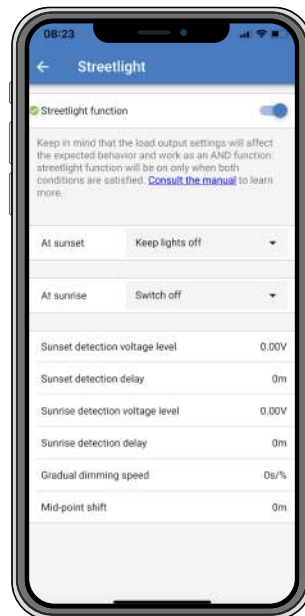 08:23
Streetlight
Streetlight function
Keep in mind that the load output settings will affect
the expected behavior and work as an AND function:
streetlight function will be on only when both
conditions are satisfied. Consult the manual to learn
more.
At sunset Keep lights off
At sunrise Switch off
Sunset detection voltage level 0.00V
Sunset detection delay 0m
Sunrise detection voltage level 0.00V
Sunrise detection delay 0m
Gradual dimming speed 0s/%
Mid-point shift 0m